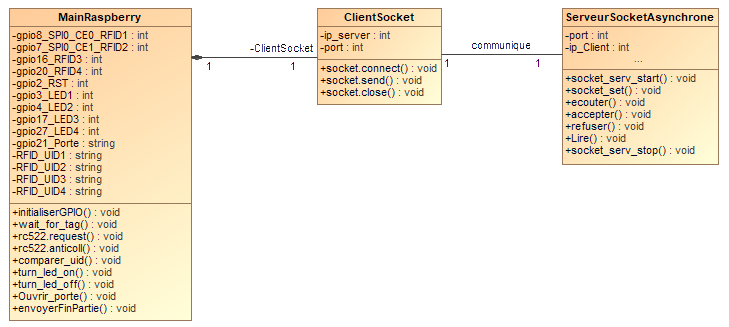 MainRaspberry
-gpio8_SPI0_CE0_RFID1 : int
-gpio7_SPI0_CE1_RFID2 : int
-gpio16_RFID3 : int
-gpio20_RFID4 : int
-gpio2_RST : int
-gpio3_LED1 : int
-gpio4_LED2 : int
-gpio17_LED3 : int
-gpio27_LED4 : int
-gpio21_Porte : string
-RFID_UID1 : string
-RFID_UID2 : string
-RFID_UID3 : string
-RFID_UID4 : string
+initialiserGPIO() : void
+wait_for_tag() : void
+rc522.request() : void
+rc522.anticoll() : void
+comparer_uid() : void
+turn_led_on() : void
+turn_led_off() : void
+Ouvrir_porte() : void
+envoyerFinPartie() : void
-ClientSocket
1
1
ClientSocket
-ip_server : int
-port : int
+socket.connect() : void
+socket.send() : void
+socket.close() : void
communique
1
1
ServeurSocketAsynchrone
-port : int
-ip_Client : int
...
+socket_serv_start() : void
+socket_set() : void
+ecouter() : void
+accepter() : void
+refuser() : void
+Lire() : void
+socket_serv_stop() : void